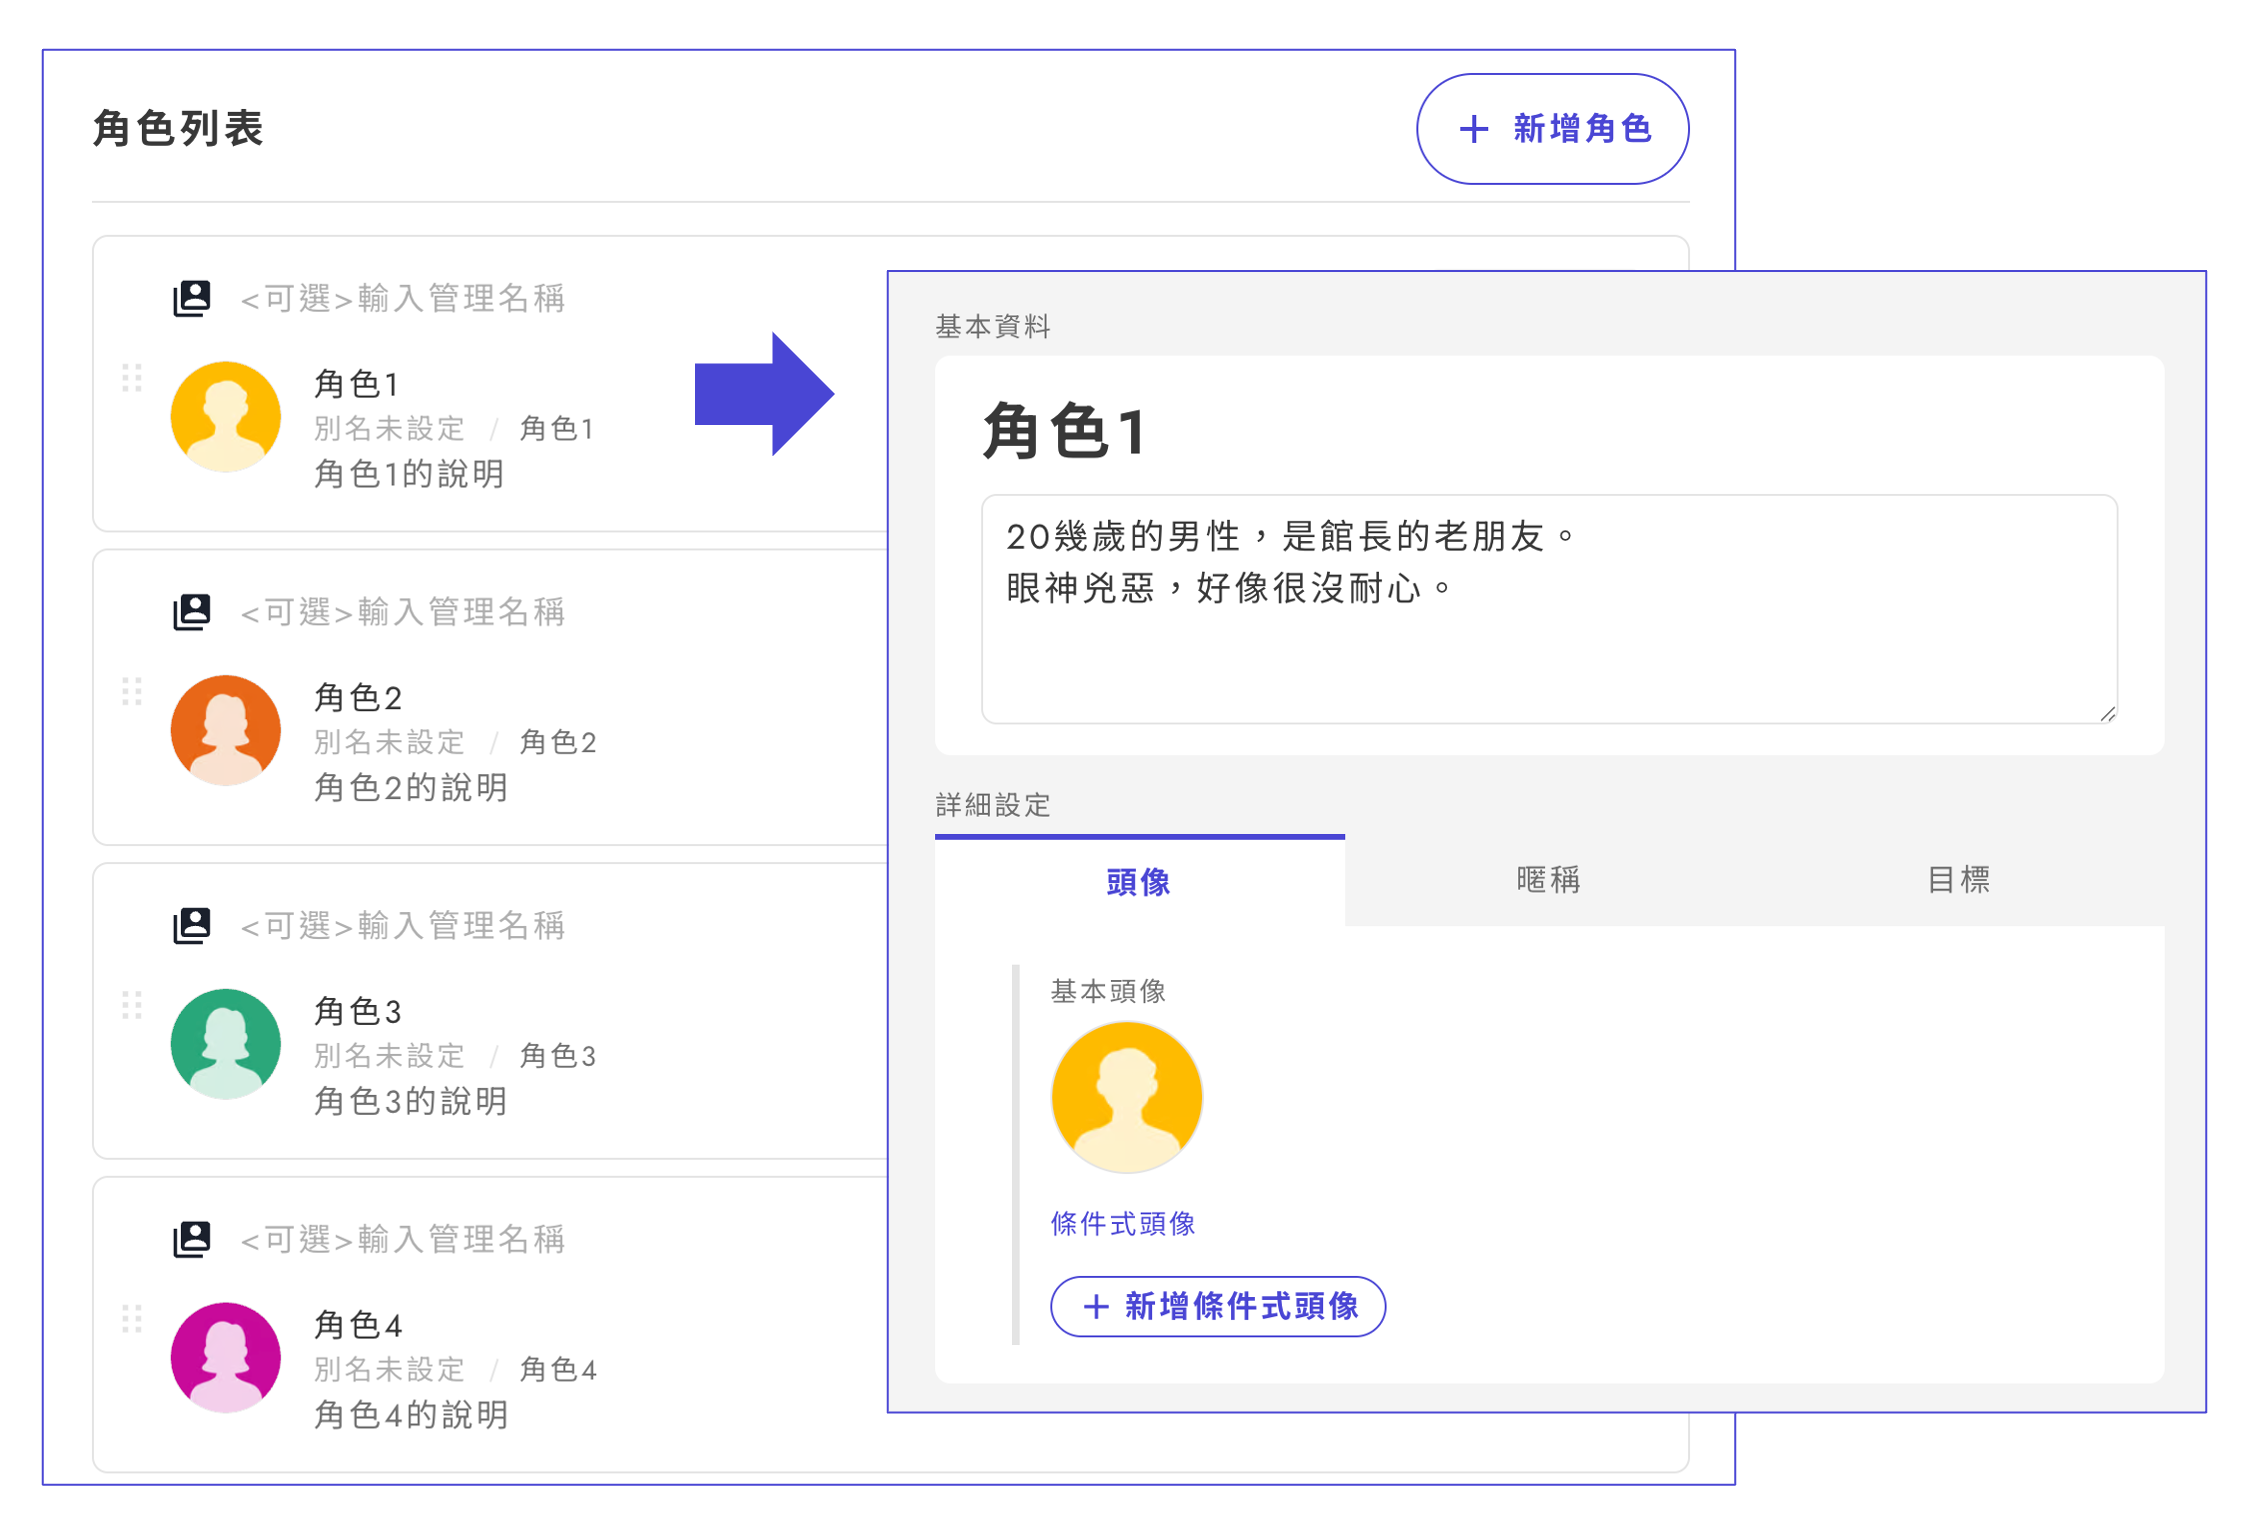 角色列表
+ 新增角色
<可選>輸入管理名稱
角色1
別名未設定 / 角色1
角色1的說明
<可選>輸入管理名稱
角色2
別名未設定 / 角色2
角色2的說明
<可選>輸入管理名稱
角色3
別名未設定 / 角色3
角色3的說明
<可選>輸入管理名稱
角色4
別名未設定 / 角色4
角色4的說明
基本資料
角色1
20幾歲的男性，是館長的老朋友。
眼神兇惡，好像很沒耐心。
詳細設定
頭像
暱稱
目標
基本頭像
條件式頭像
+ 新增條件式頭像